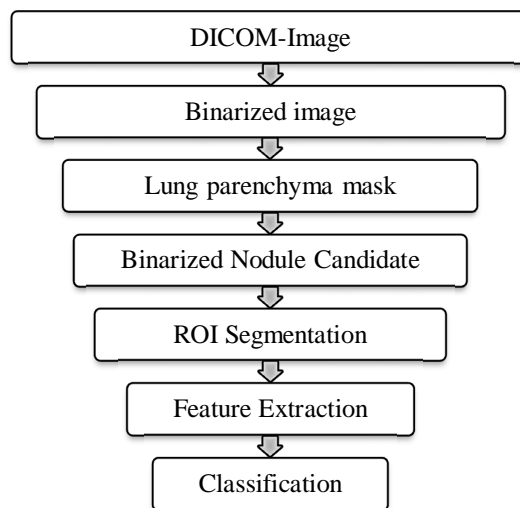 DICOM-Image
Binarized image
Lung parenchyma mask
Binarized Nodule Candidate
ROI Segmentation
Feature Extraction
Classification